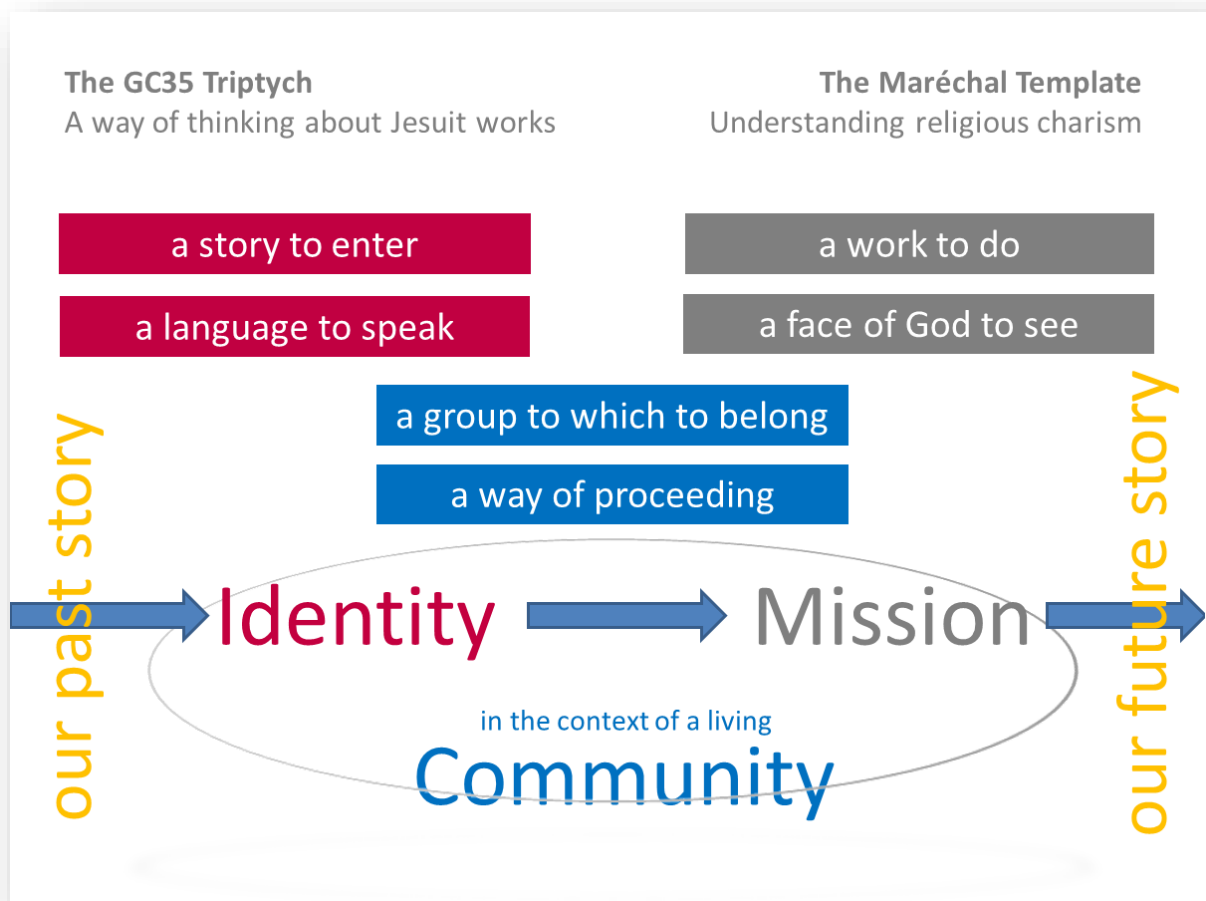 The GC35 Triptych
A way of thinking about Jesuit works
The Maréchal Template
Understanding religious charism
a story to enter
a language to speak
a work to do
a face of God to see
a group to which to belong
a way of proceeding
our past story
Identity
Mission
our future story
in the context of a living
Community